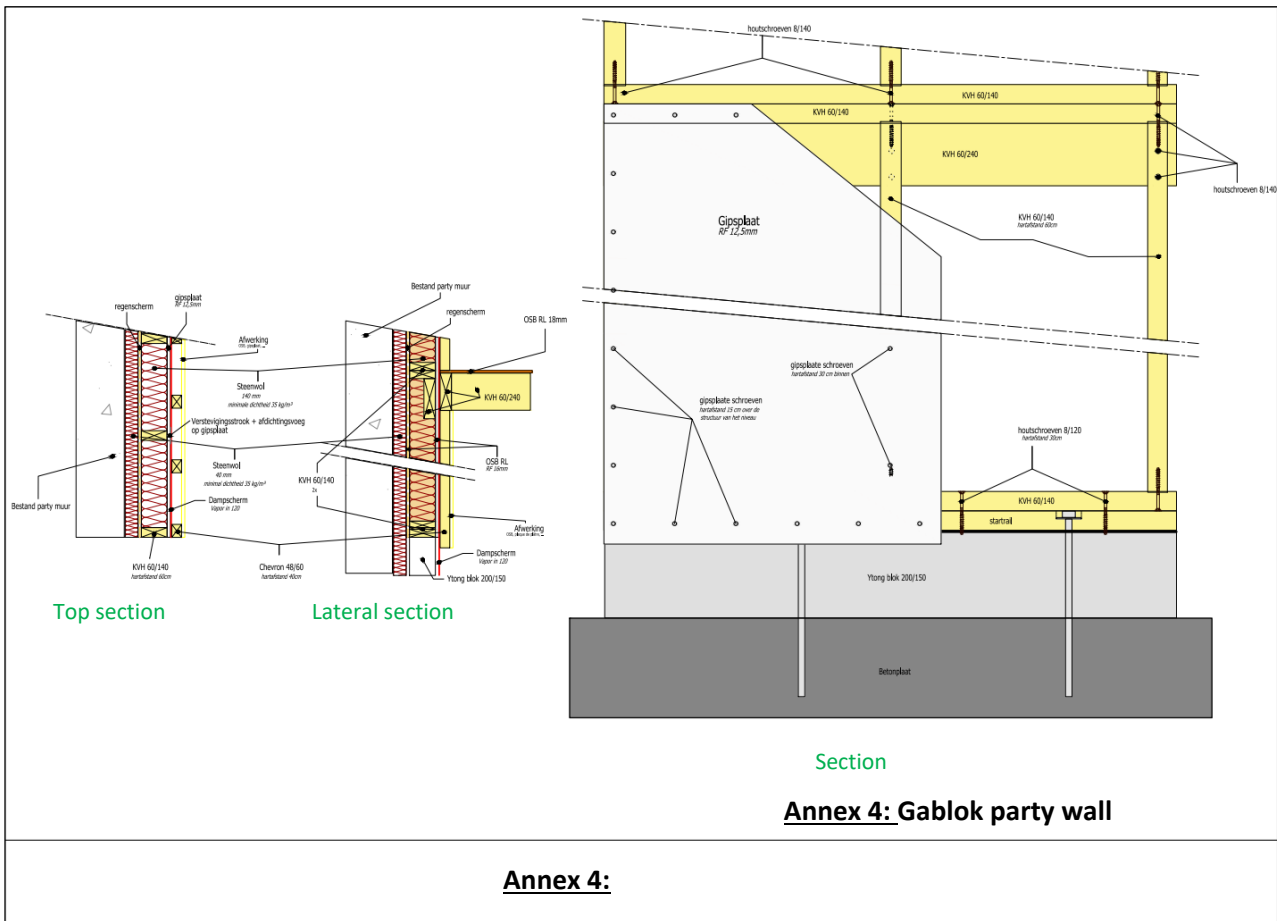 houtschroeven 8/140
KVH 60/140
KVH 60/140
KVH 60/240
houtschroeven 8/140
Gipsplaat
RF 12,5mm
KVH 60/140
hartafstand 60cm
gipsplaate schroeven
hartafstand 30 cm binnen
gipsplaate schroeven
hartafstand 15 cm over de
structuur van het niveau
houtschroeven 8/120
hartafstand 30cm
KVH 60/140
startrail
Ytong blok 200/150
Betonplaat
Section
regenscherm
gipsplaat
RF 12,5mm
Afwerking
Steenwol
140 mm
minimale dichtheid 35 kg/m³
Verstevigingsstrook + afdichtingsvoeg
op gipsplaat
Steenwol
40 mm
minimal dichtheid 35 kg/m³
Bestand party muur
Dampscherm
Vapor in 120
KVH 60/140
hartafstand 60cm
Chevron 48/60
hartafstand 40cm
Top section
Bestand party muur
regenscherm
OSB RL 18mm
KVH 60/240
OSB RL
RF 16mm
KVH 60/140
2x
Afwerking
Dampscherm
Vapor in 120
Ytong blok 200/150
Lateral section
Annex 4: Gablok party wall
Annex 4: